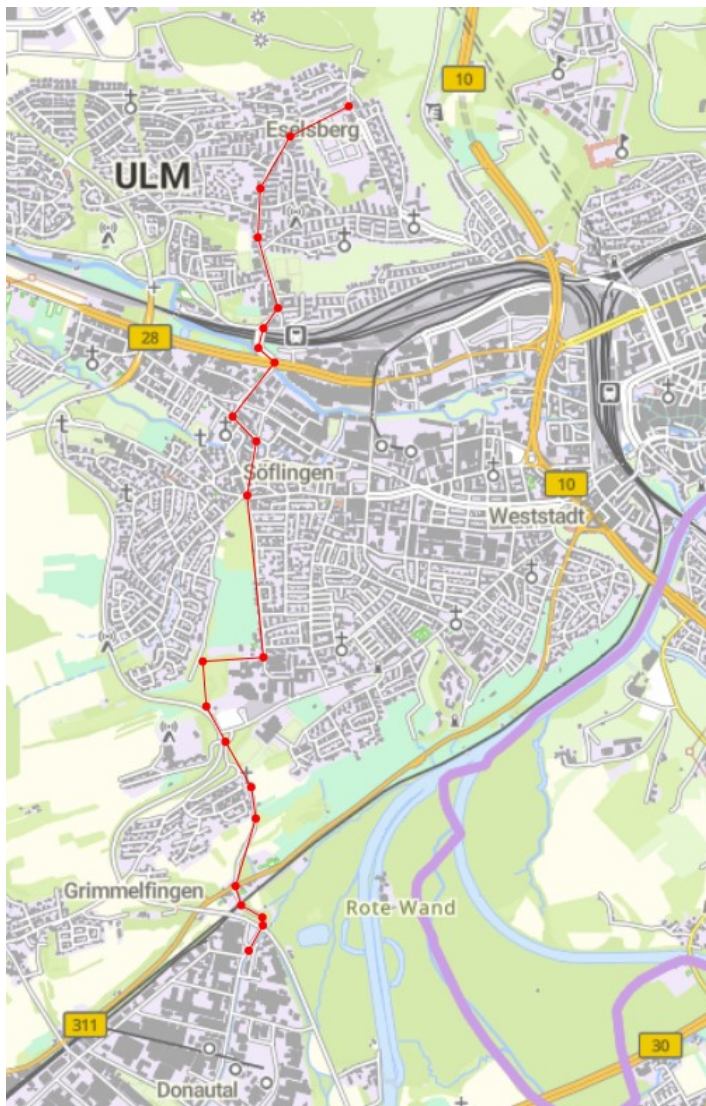 10
Eselsberg
ULM
28
Söflingen
10
Weststadt
Grimmelfingen
Rote Wand
311
30
Donautal